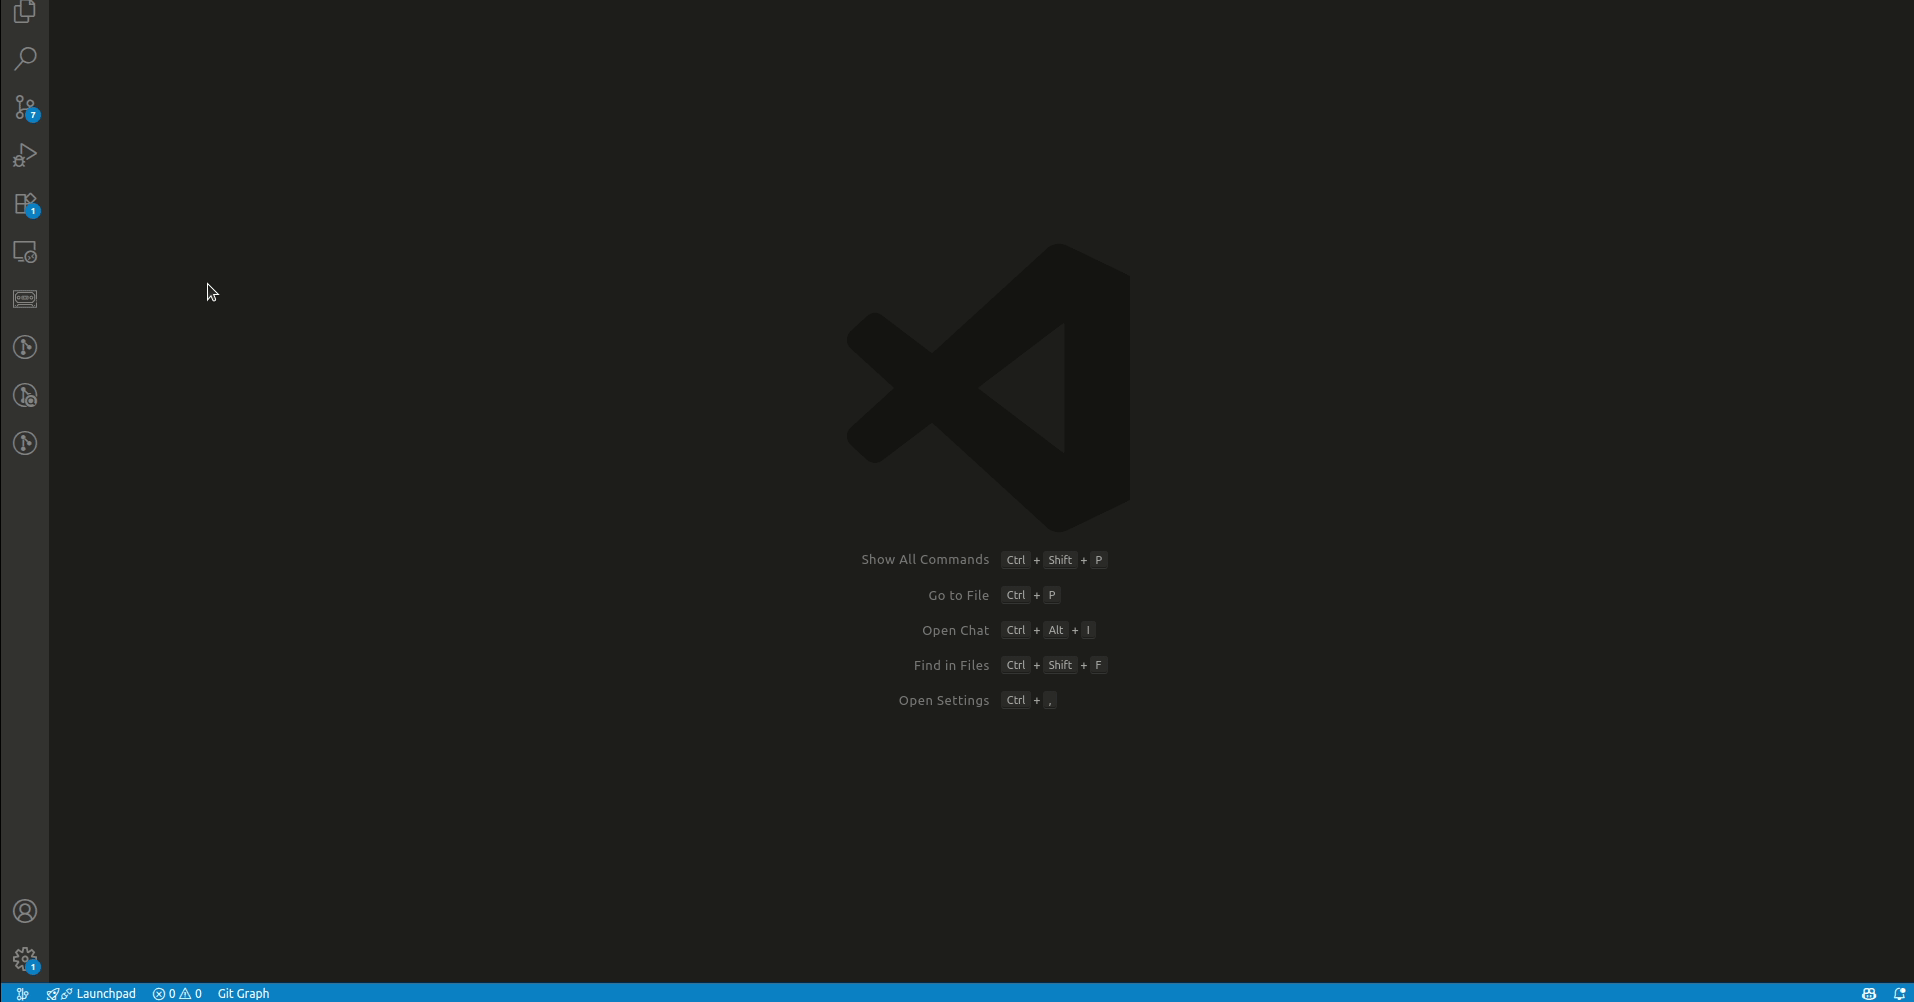 7
1
Show All Commands Ctrl + Shift + P
Go to File Ctrl + P
Open Chat Ctrl + Alt + I
Find in Files Ctrl + Shift + F
Open Settings Ctrl + ,
1
Launchpad 0 0 Git Graph